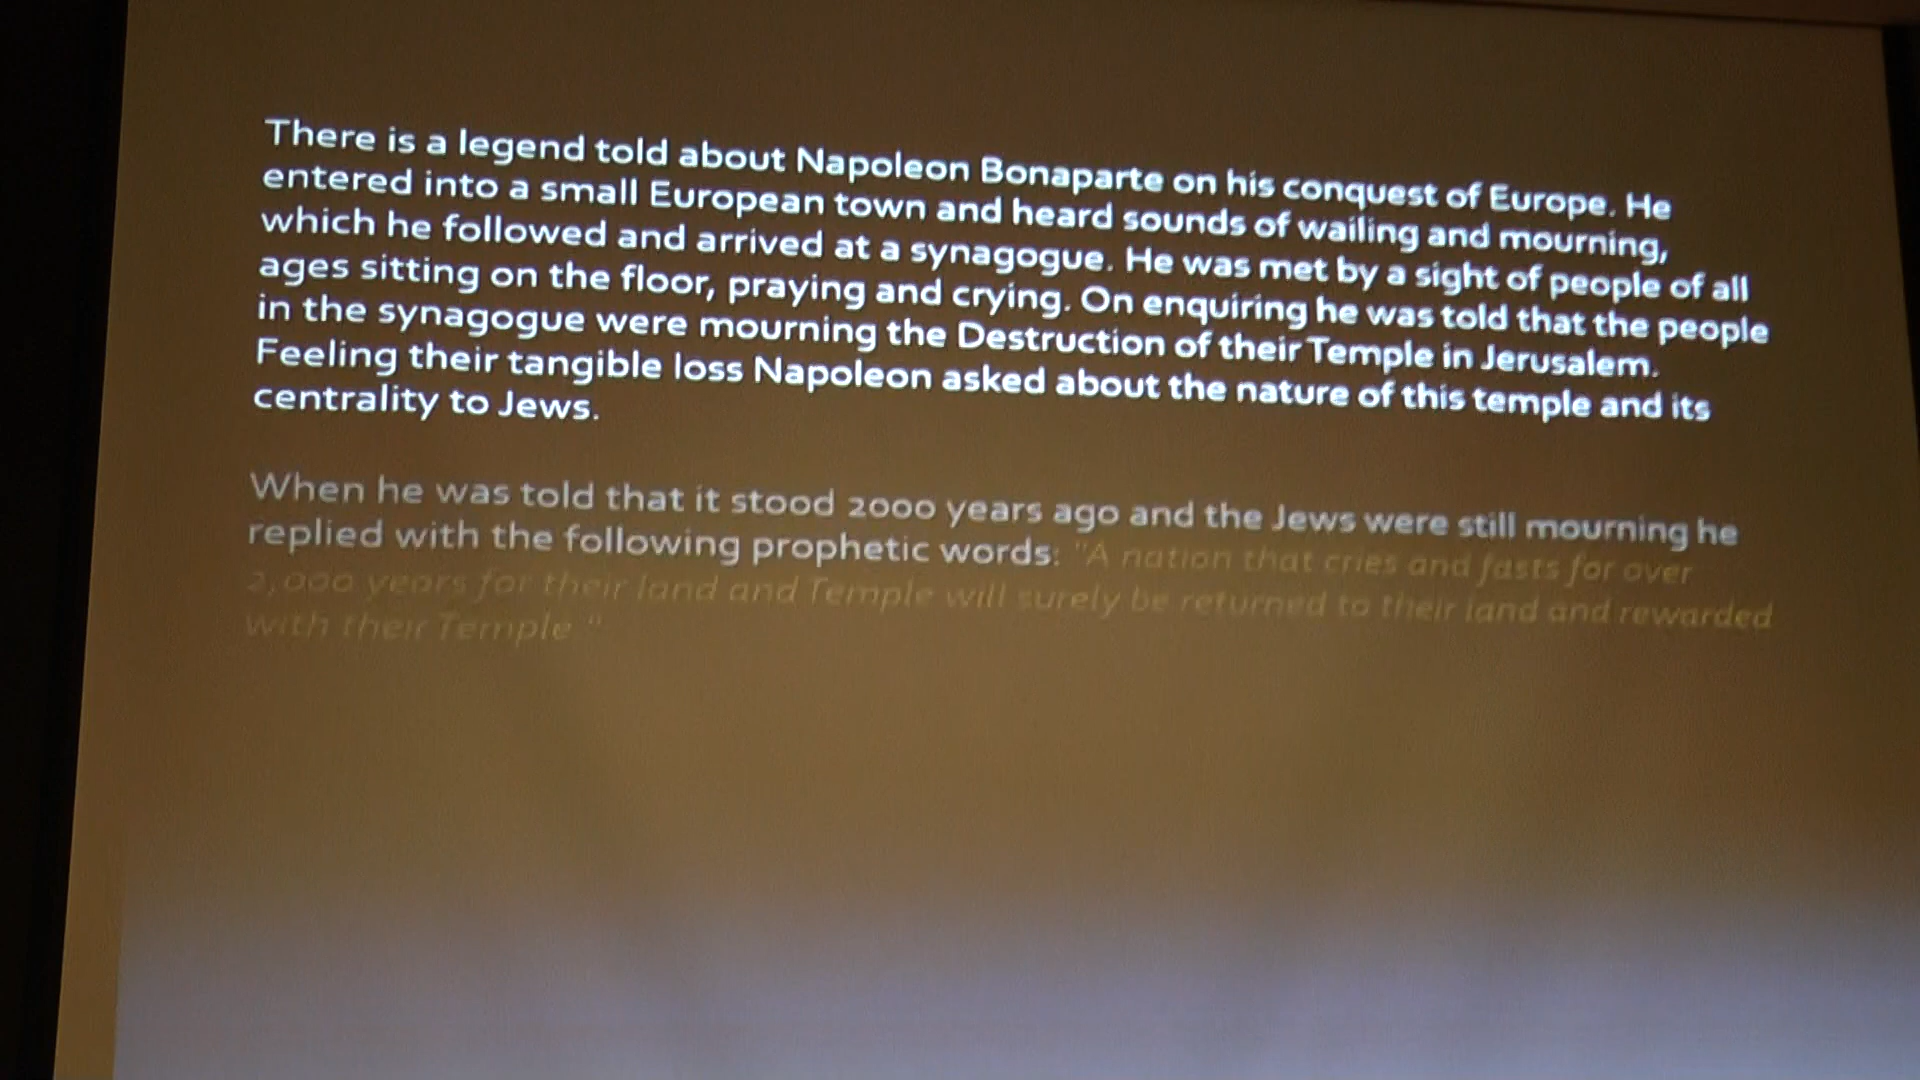 There is a legend told about Napoleon Bonaparte on his conquest of Europe. He
entered into a small European town and heard sounds of wailing and mourning,
which he followed and arrived at a synagogue. He was met by a sight of people of all
ages sitting on the floor, praying and crying. On enquiring he was told that the people
in the synagogue were mourning the Destruction of their Temple in Jerusalem.
Feeling their tangible loss Napoleon asked about the nature of this temple and its
centrality to Jews.
When he was told that it stood 2000 years ago and the Jews were still mourning he
replied with the following prophetic words: "A nation that cries and fasts for over
2,000 years for their land and Temple will surely be returned to their land and rewarded
with their Temple "